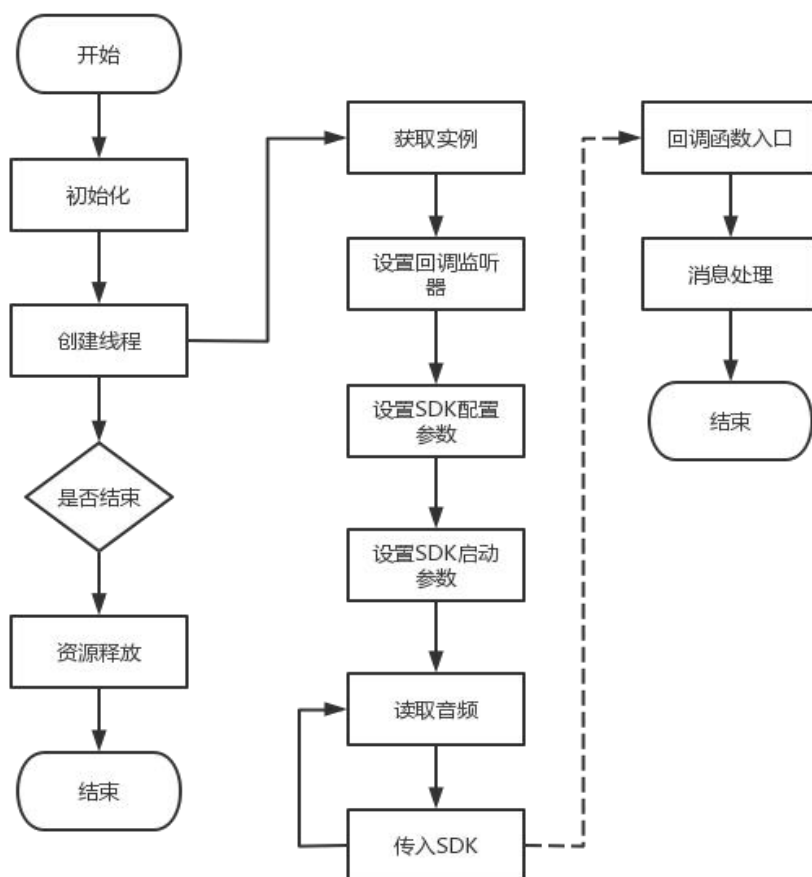 开始
初始化
创建线程
是否结束
资源释放
结束
获取实例
设置回调监听
器
设置SDK配置
参数
设置SDK启动
参数
读取音频
传入SDK
回调函数入口
消息处理
结束